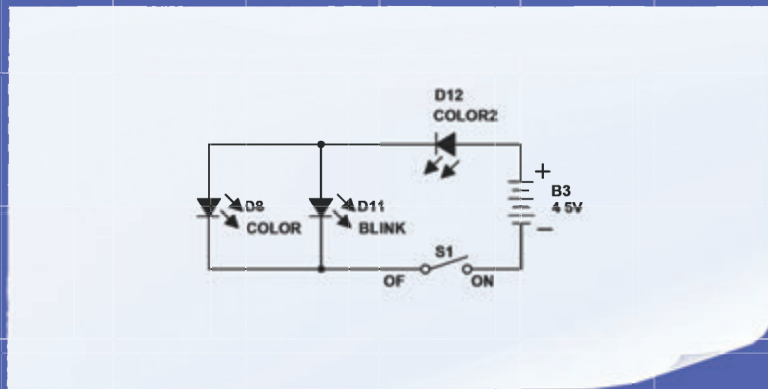 D12
COLOR2
+
B3
4.5V
D8
COLOR
D11
BLINK
−
S1
OF
ON